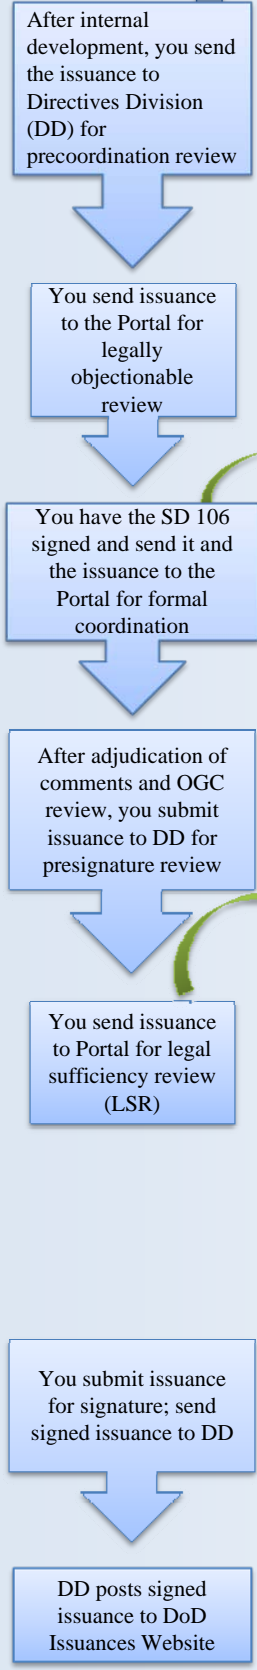 After internal
development, you send
the issuance to
Directives Division
(DD) for
precoordination review
You send issuance
to the Portal for
legally
objectionable
review
You have the SD 106
signed and send it and
the issuance to the
Portal for formal
coordination
After adjudication of
comments and OGC
review, you submit
issuance to DD for
presignature review
You send issuance
to Portal for legal
sufficiency review
(LSR)
You submit issuance
for signature; send
signed issuance to DD
DD posts signed
issuance to DoD
Issuances Website